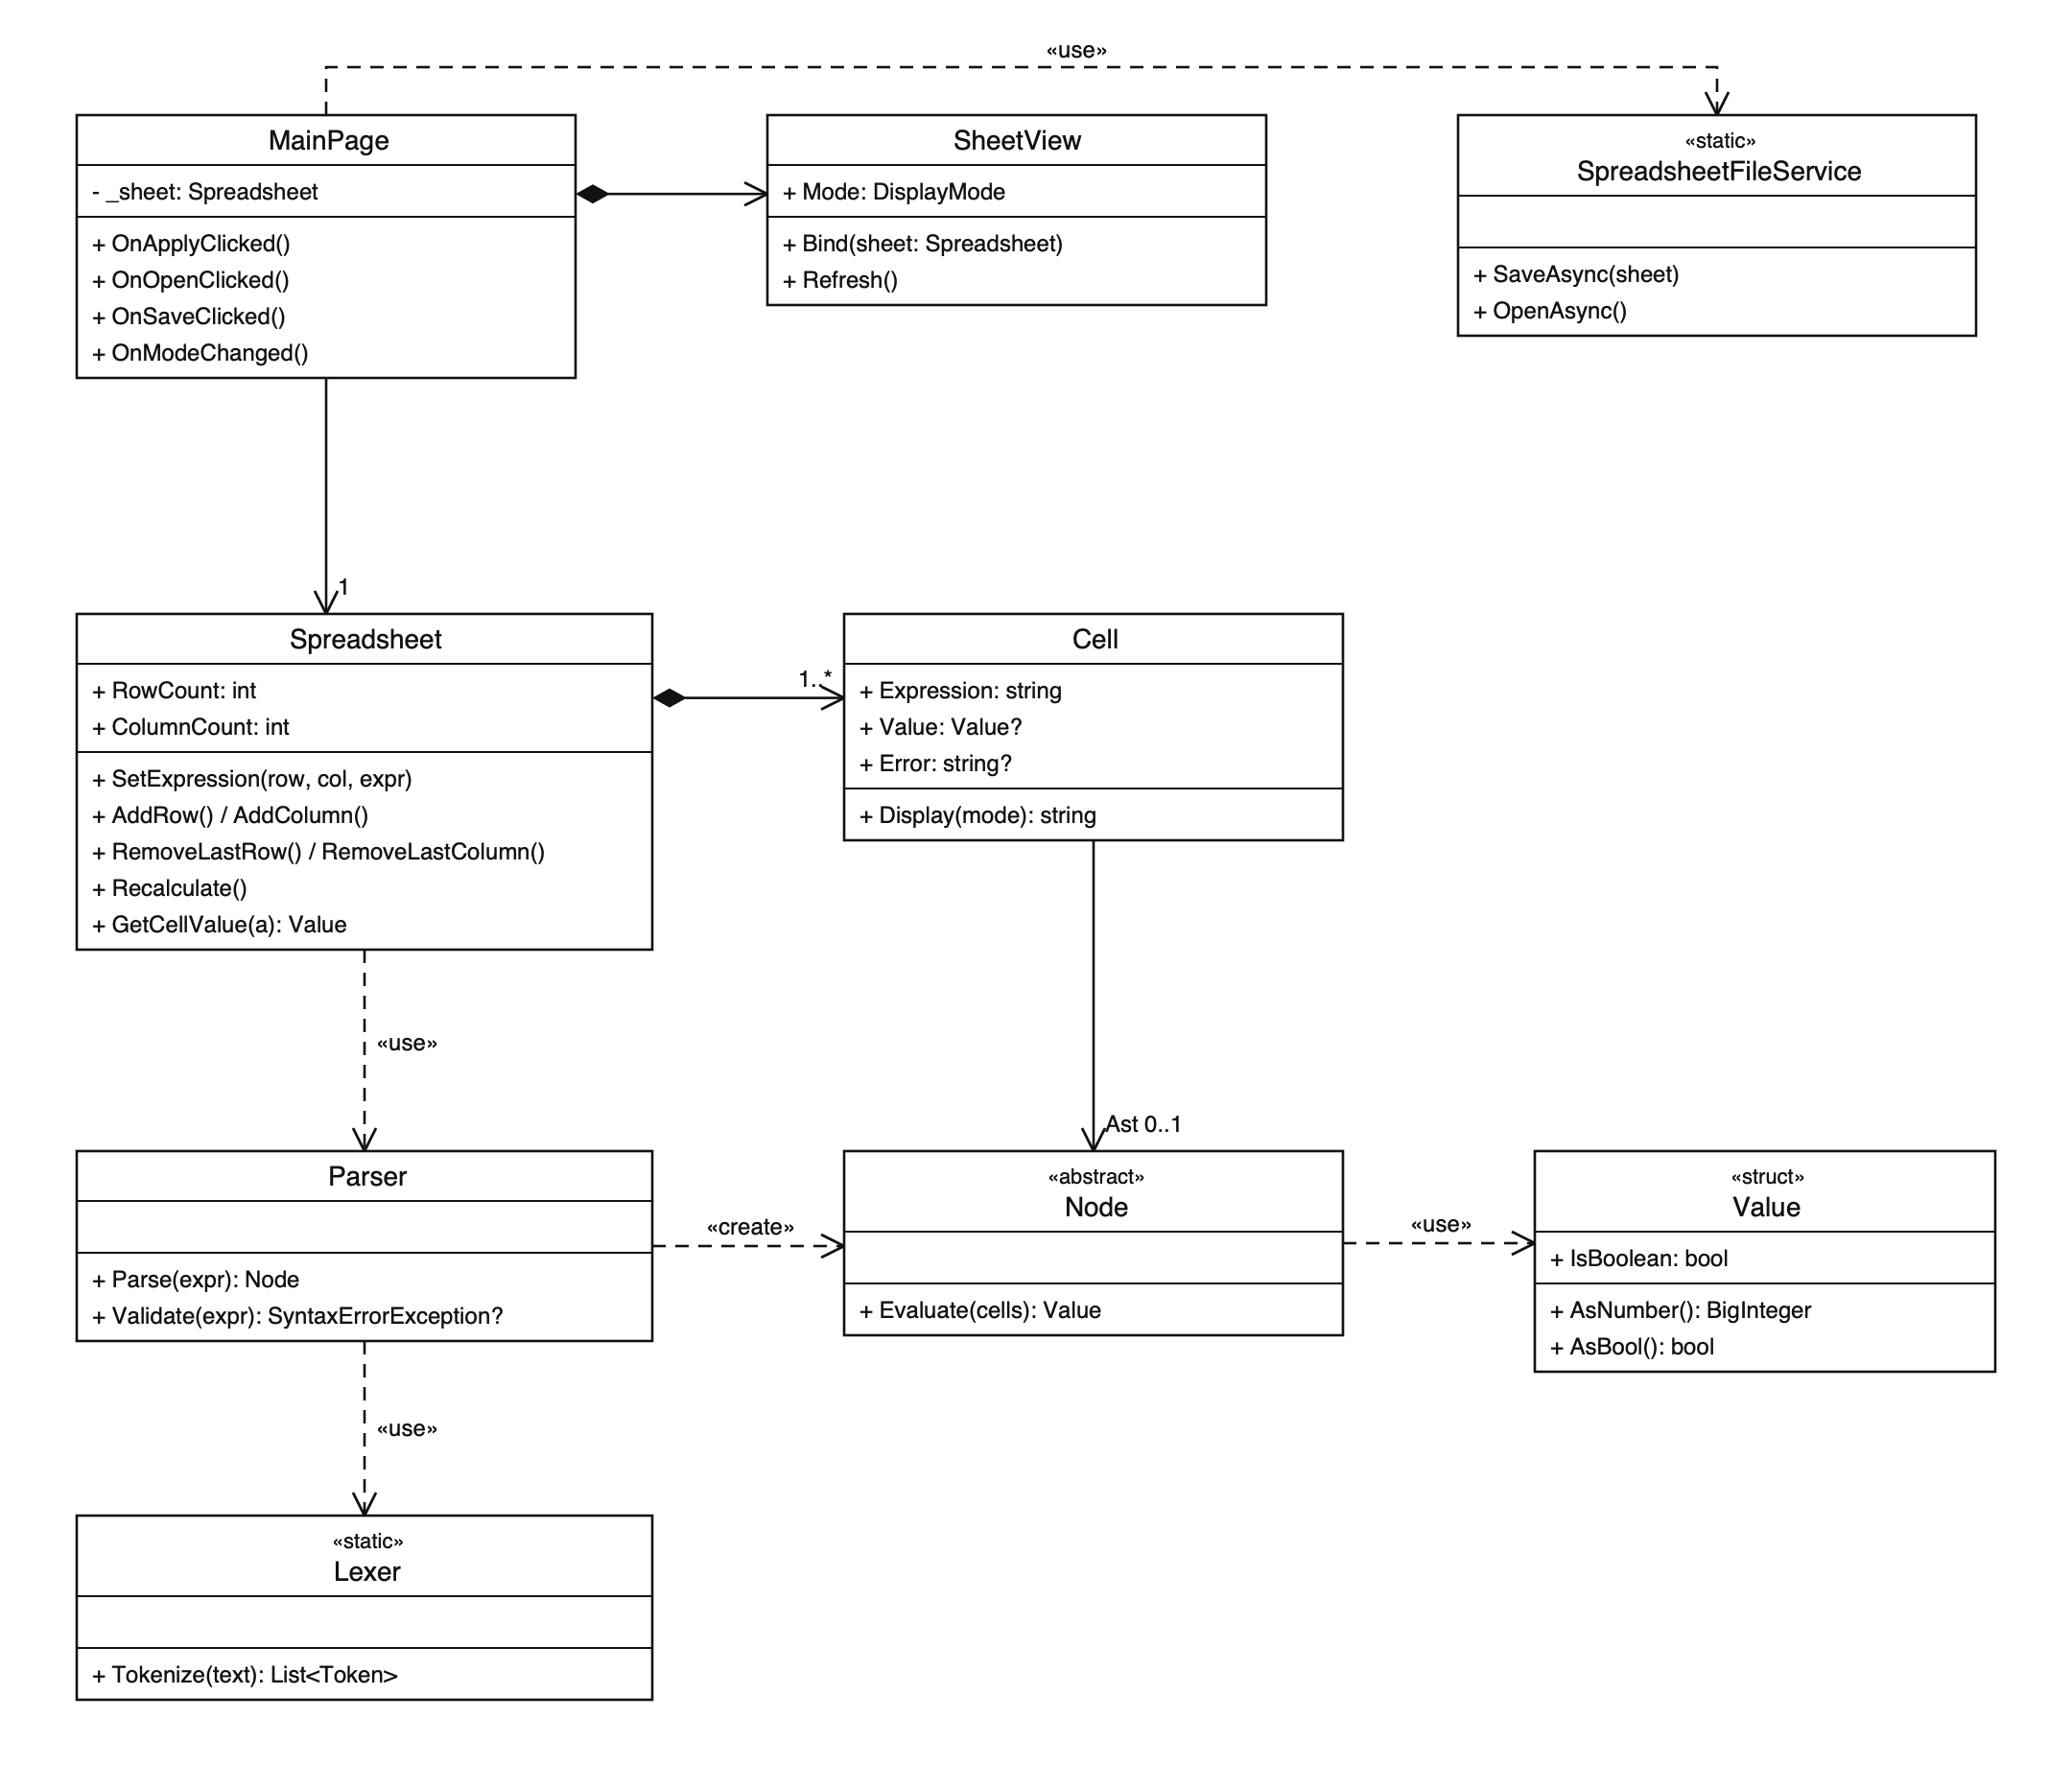 «use»
MainPage
- _sheet: Spreadsheet
+ OnApplyClicked()
+ OnOpenClicked()
+ OnSaveClicked()
+ OnModeChanged()
SheetView
+ Mode: DisplayMode
+ Bind(sheet: Spreadsheet)
+ Refresh()
«static»
SpreadsheetFileService
+ SaveAsync(sheet)
+ OpenAsync()
1
Spreadsheet
+ RowCount: int
+ ColumnCount: int
+ SetExpression(row, col, expr)
+ AddRow() / AddColumn()
+ RemoveLastRow() / RemoveLastColumn()
+ Recalculate()
+ GetCellValue(a): Value
1..*
Cell
+ Expression: string
+ Value: Value?
+ Error: string?
+ Display(mode): string
«use»
Ast 0..1
Parser
+ Parse(expr): Node
+ Validate(expr): SyntaxErrorException?
«create»
«abstract»
Node
+ Evaluate(cells): Value
«use»
«struct»
Value
+ IsBoolean: bool
+ AsNumber(): BigInteger
+ AsBool(): bool
«use»
«static»
Lexer
+ Tokenize(text): List<Token>